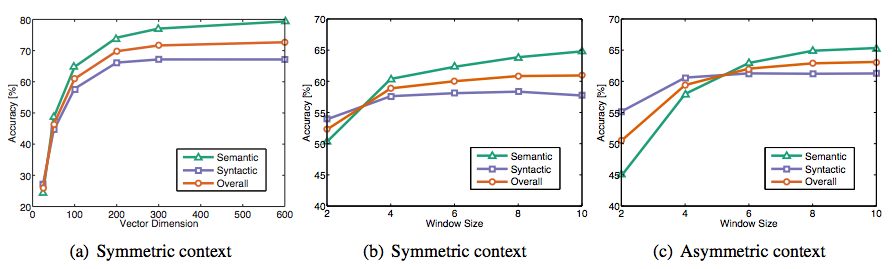 80
70
60
50
40
30
20
0
100
200
300
400
500
600
Accuracy [%]
Vector Dimension
Semantic
Syntactic
Overall
(a) Symmetric context
70
65
60
55
50
45
40
2
4
6
8
10
Accuracy [%]
Window Size
Semantic
Syntactic
Overall
(b) Symmetric context
70
65
60
55
50
45
40
2
4
6
8
10
Accuracy [%]
Window Size
Semantic
Syntactic
Overall
(c) Asymmetric context